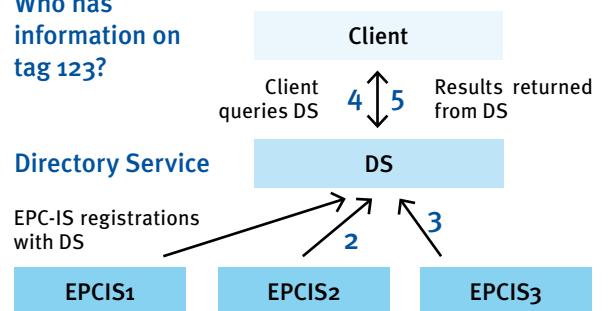 Who has
information on
tag 123?
Client
Client
queries DS
4
5
Results returned
from DS
Directory Service
DS
EPC-IS registrations
with DS
2
3
EPCIS1
EPCIS2
EPCIS3